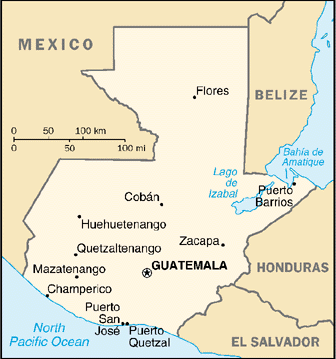 MEXICO
Flores
BELIZE
0 50 100 km
0 50 100 mi
Bahia de
Amatique
Lago
de
Izabal
Puerto
Barrios
Cobán
Huehuetenango
Quetzaltenango
Zacapa
Mazatenango
GUATEMALA
HONDURAS
Champerico
Puerto
San
José
Puerto
Quetzal
North
Pacific Ocean
EL SALVADOR